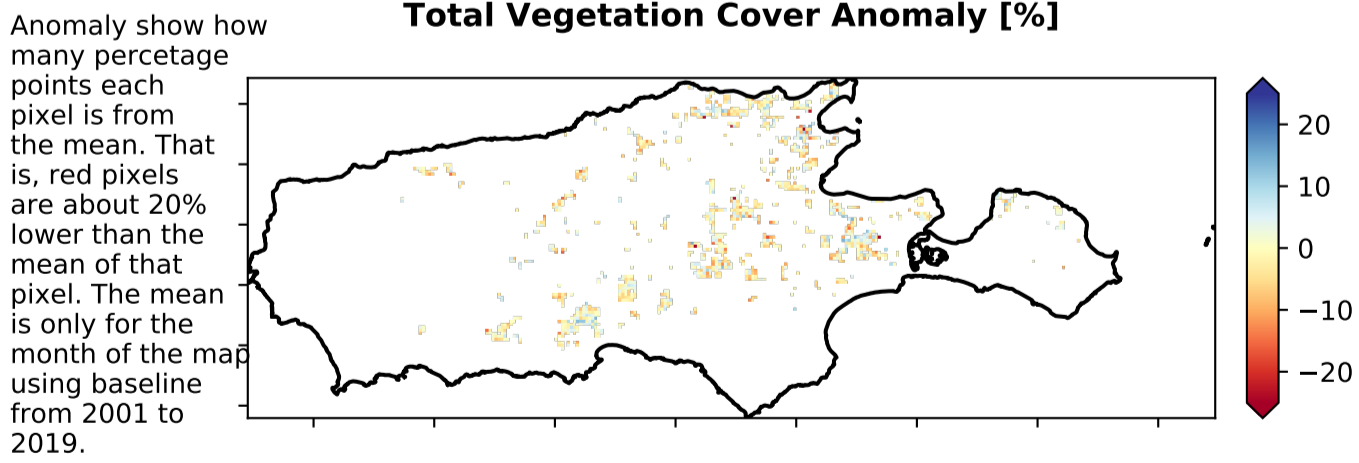 Total Vegetation Cover Anomaly [%]
Anomaly show how
many percetage
points each
pixel is from
the mean. That
is, red pixels
are about 20%
lower than the
mean of that
pixel. The mean
is only for the
month of the map
using baseline
from 2001 to
2019.
20
10
0
−10
−20